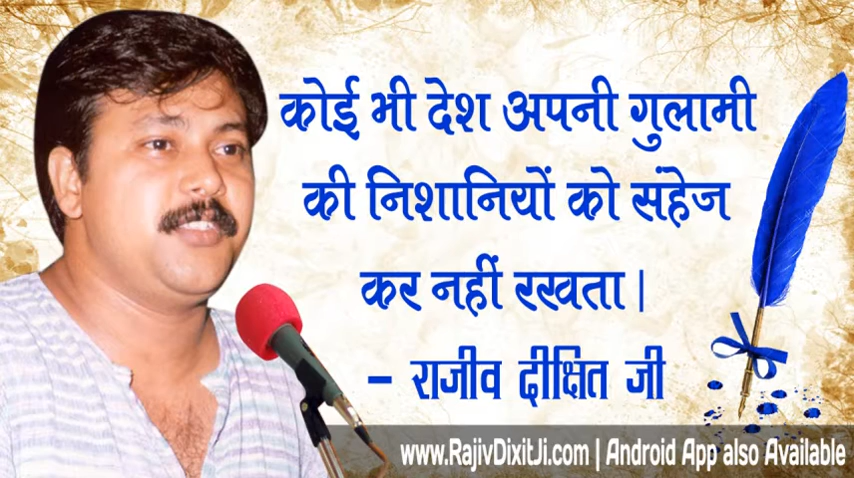 कोई भी देश अपनी गुलामी
की निशानियों को संहेज
कर नहीं रखता।
– राजीव दीक्षित जी
www.RajivDixitJi.com | Android App also Available